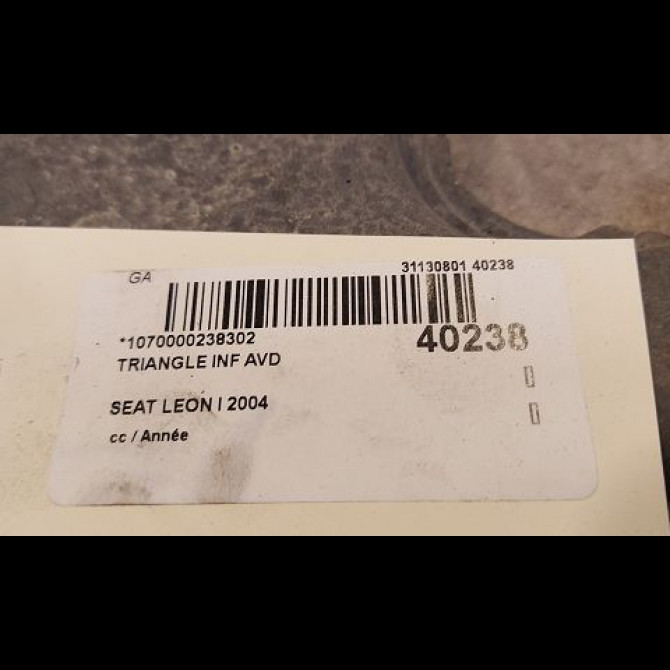 GA 31130801 40238
*1070000238302 40238
TRIANGLE INF AVD
SEAT LEON I 2004
cc / Année